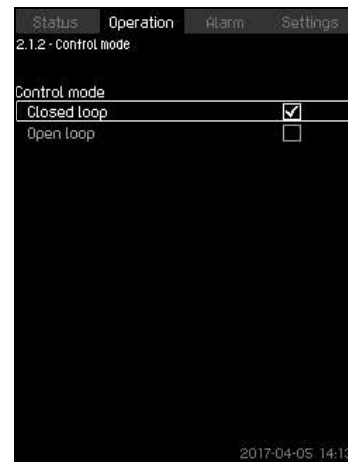 Status Operation Alarm Settings
2.1.2 - Control mode
Control mode
Closed loop
Open loop
2017-04-05 14:13